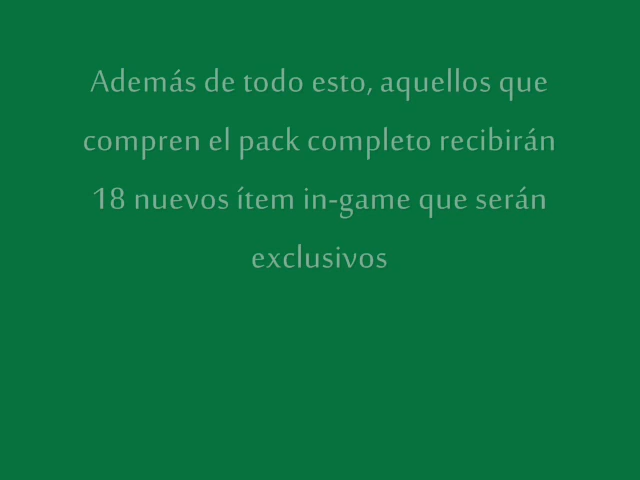 Además de todo esto, aquellos que
compren el pack completo recibirán
18 nuevos ítem in-game que serán
exclusivos